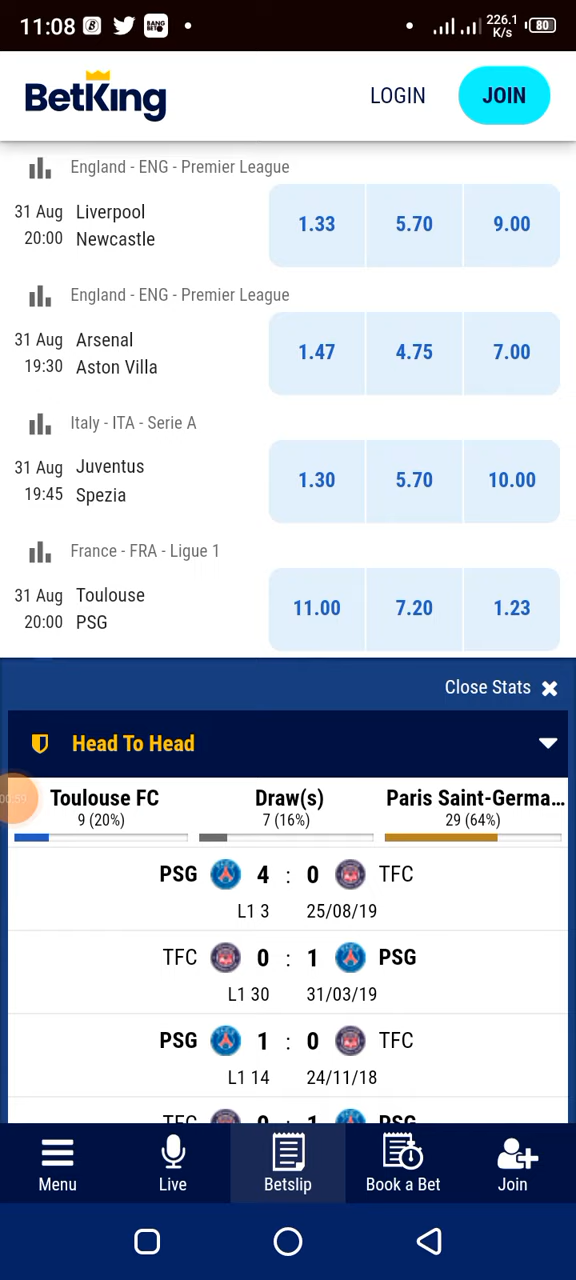 11:08 B BANG BET 226.1 K/s 80
BetKing LOGIN JOIN
England - ENG - Premier League
31 Aug Liverpool
20:00 Newcastle
1.33 5.70 9.00
England - ENG - Premier League
31 Aug Arsenal
19:30 Aston Villa
1.47 4.75 7.00
Italy - ITA - Serie A
31 Aug Juventus
19:45 Spezia
1.30 5.70 10.00
France - FRA - Ligue 1
31 Aug Toulouse
20:00 PSG
11.00 7.20 1.23
Close Stats
Head To Head
Toulouse FC Draw(s) Paris Saint-Germa...
9 (20%) 7 (16%) 29 (64%)
PSG 4 : 0 TFC
L1 3 25/08/19
TFC 0 : 1 PSG
L1 30 31/03/19
PSG 1 : 0 TFC
L1 14 24/11/18
TFC 0 : 1 PSG
Menu Live Betslip Book a Bet Join